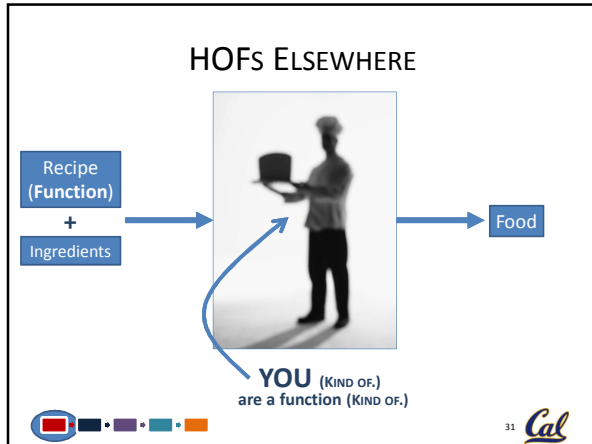 HOFS ELSEWHERE
Recipe
(Function)
+
Ingredients
Food
YOU (KIND OF.)
are a function (KIND OF.)
31
Cal